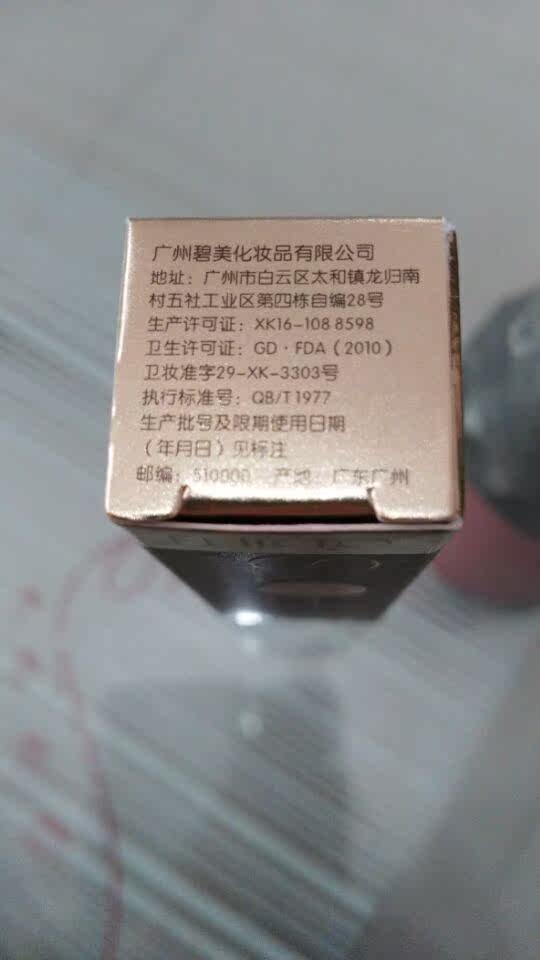 广州碧美化妆品有限公司
地址：广州市白云区太和镇龙归南
村五社工业区第四栋自编28号
生产许可证：XK16-108 8598
卫生许可证：GD·FDA（2010）
卫妆准字29-XK-3303号
执行标准号：QB/T1977
生产批号及限期使用日期
（年月日）见标注
邮编：510000 产地：广东广州